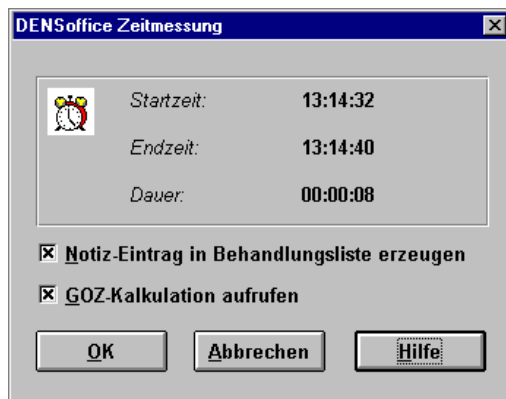 DENSoffice Zeitmessung
Startzeit: 13:14:32
Endzeit: 13:14:40
Dauer: 00:00:08
Notiz-Eintrag in Behandlungsliste erzeugen
GOZ-Kalkulation aufrufen
OK Abbrechen Hilfe